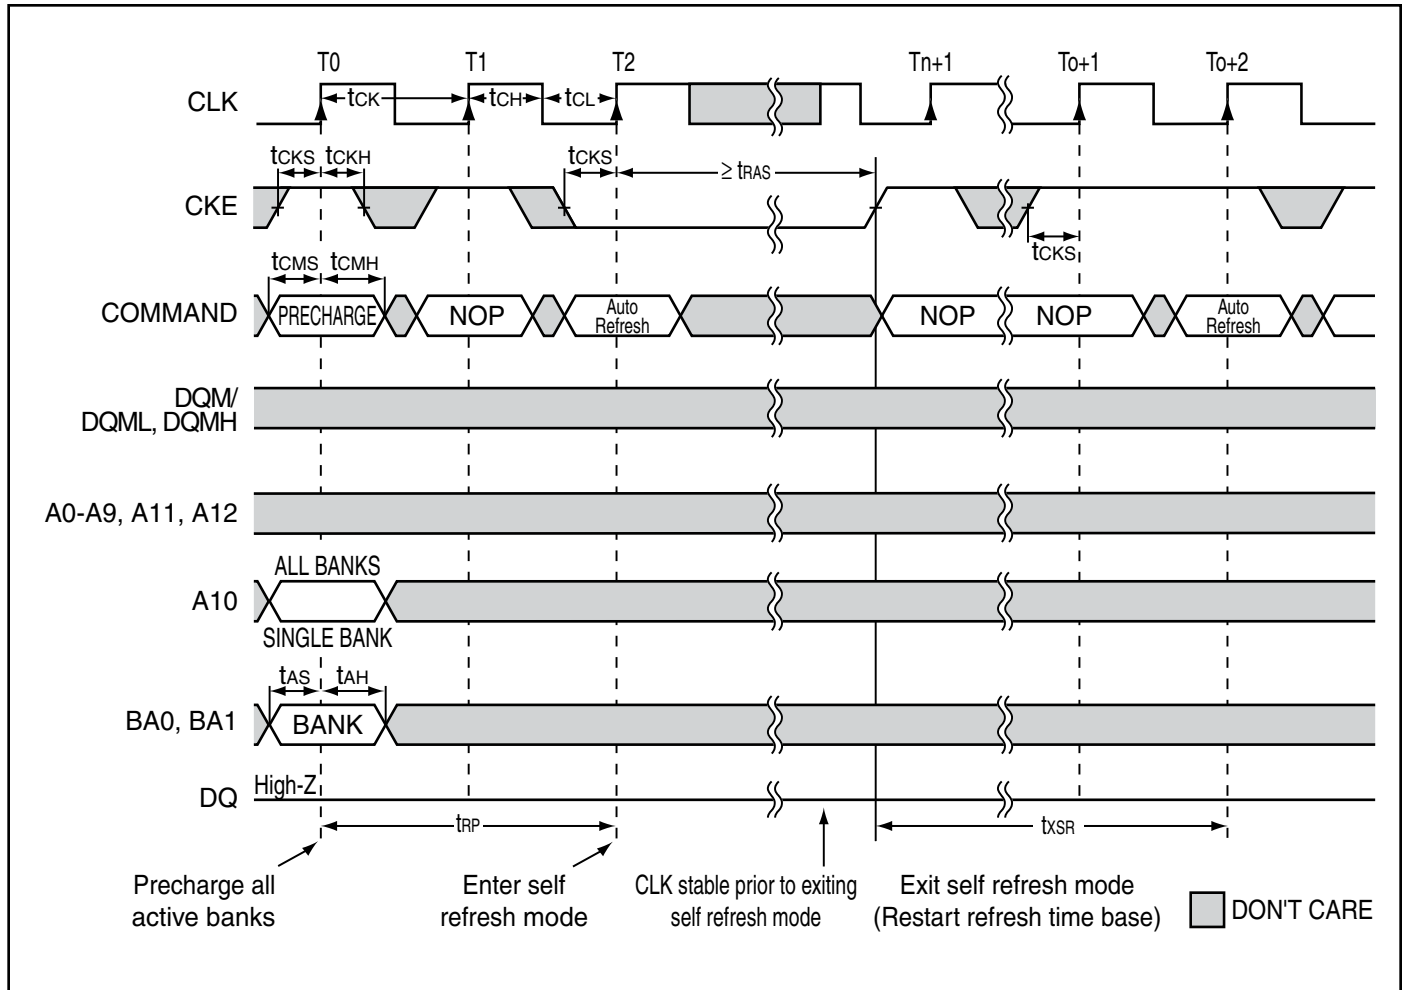 T0 T1 T2 Tn+1 To+1 To+2
CLK
tCK tCH tCL
tCKS tCKH tCKS ≥ tRAS
CKE
tCKS
tCMS tCMH
COMMAND
PRECHARGE NOP Auto Refresh NOP NOP Auto Refresh
DQM/
DQML, DQMH
A0-A9, A11, A12
ALL BANKS
A10
SINGLE BANK
tAS tAH
BA0, BA1
BANK
DQ
High-Z
tRP tXSR
Precharge all
active banks
Enter self
refresh mode
CLK stable prior to exiting
self refresh mode
Exit self refresh mode
(Restart refresh time base)
DON'T CARE